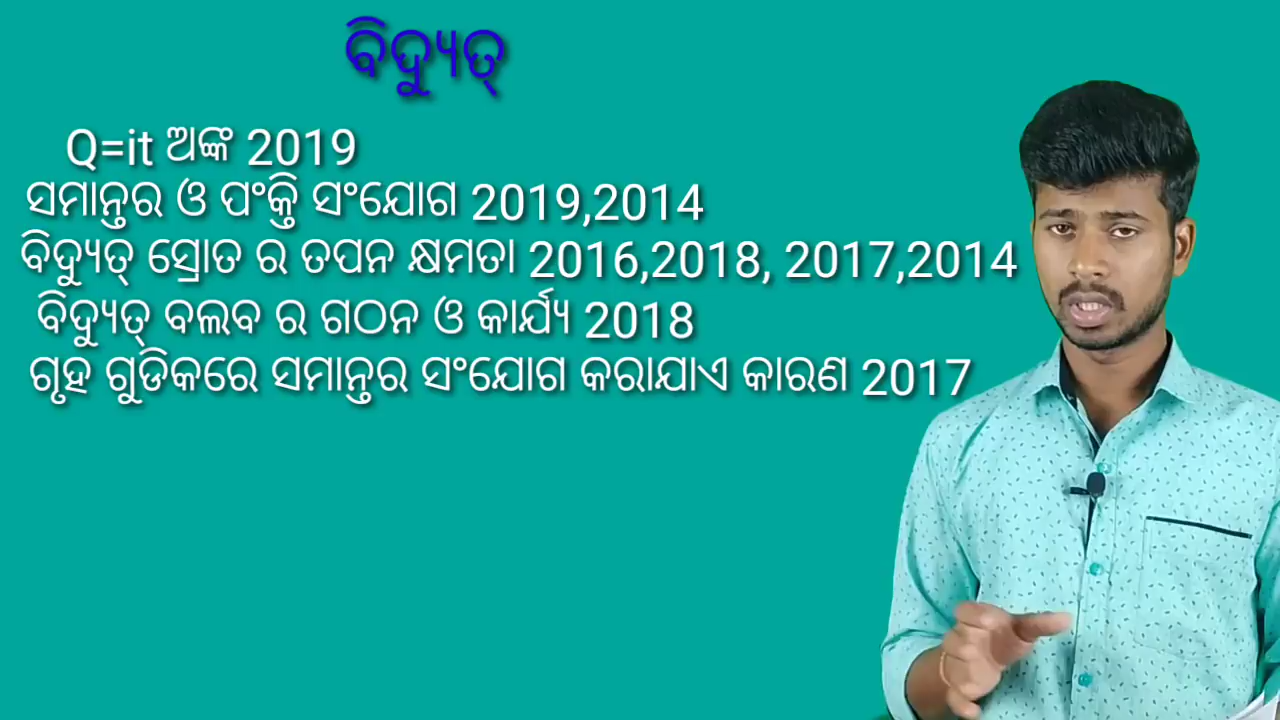 ବିଦ୍ୟୁତ୍
Q=it ଅଙ୍କ 2019
ସମାନ୍ତର ଓ ପଂକ୍ତି ସଂଯୋଗ 2019,2014
ବିଦ୍ୟୁତ୍ ସ୍ରୋତ ର ତପନ କ୍ଷମତା 2016,2018, 2017,2014
ବିଦ୍ୟୁତ୍ ବଲବ ର ଗଠନ ଓ କାର୍ଯ୍ୟ 2018
ଗୃହ ଗୁଡିକରେ ସମାନ୍ତର ସଂଯୋଗ କରାଯାଏ କାରଣ 2017